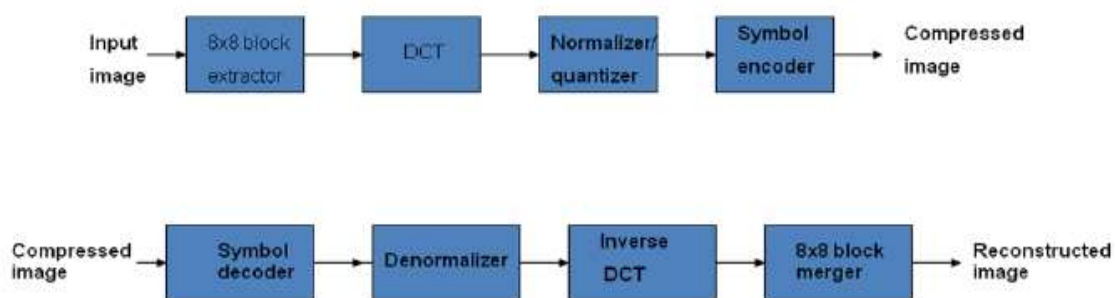 Input
image
8x8 block
extractor
DCT
Normalizer/
quantizer
Symbol
encoder
Compressed
image
Compressed
image
Symbol
decoder
Denormalizer
Inverse
DCT
8x8 block
merger
Reconstructed
image